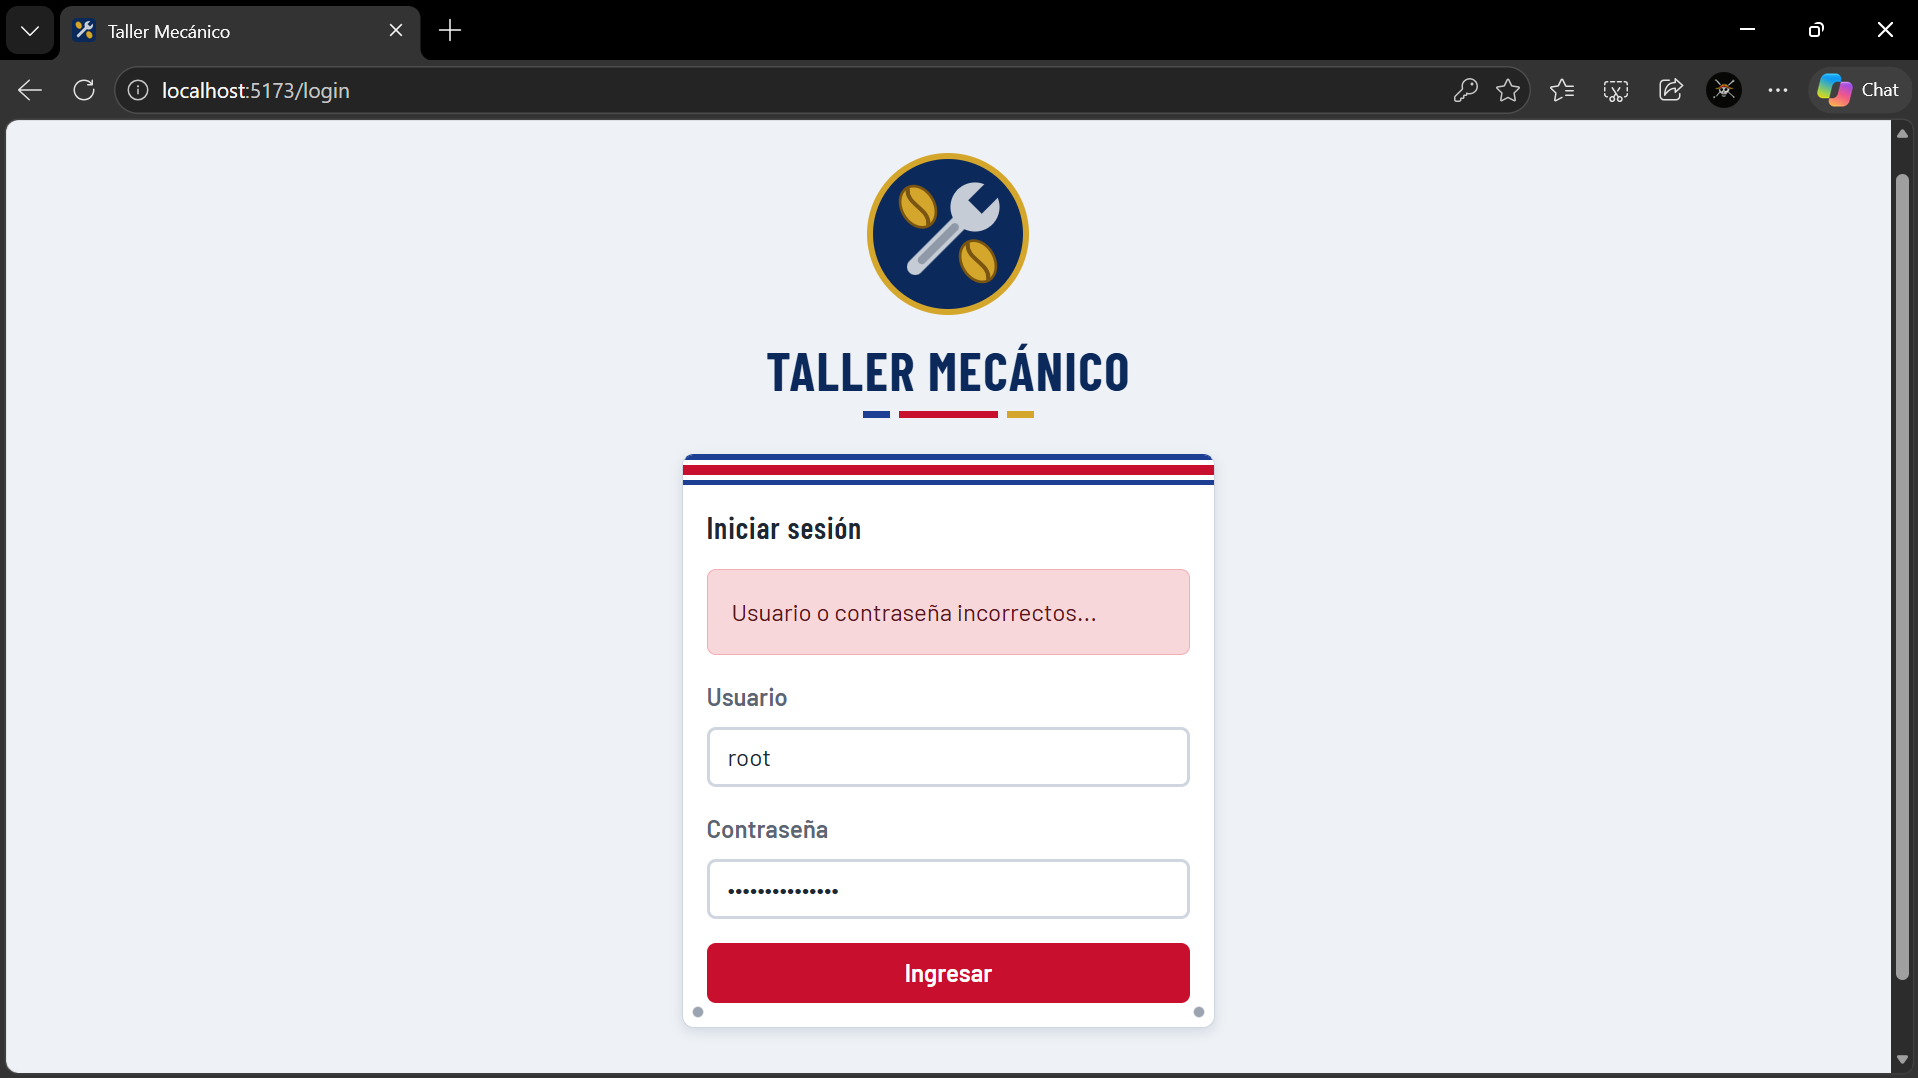 Taller Mecánico
localhost:5173/login
Chat
TALLER MECÁNICO
Iniciar sesión
Usuario o contraseña incorrectos...
Usuario
root
Contraseña
•••••••••••••••
Ingresar